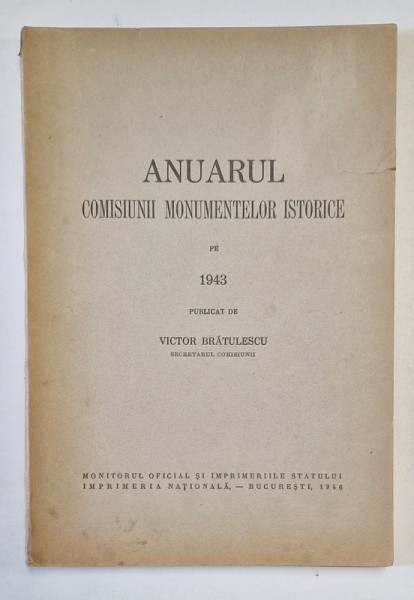 ANUARUL
COMISIUNII MONUMENTELOR ISTORICE
PE
1943
PUBLICAT DE
VICTOR BRĂTULESCU
SECRETARUL COMISIUNII
MONITORUL OFICIAL ȘI IMPRIMERIILE STATULUI
IMPRIMERIA NAȚIONALĂ, — BUCUREȘTI, 1946